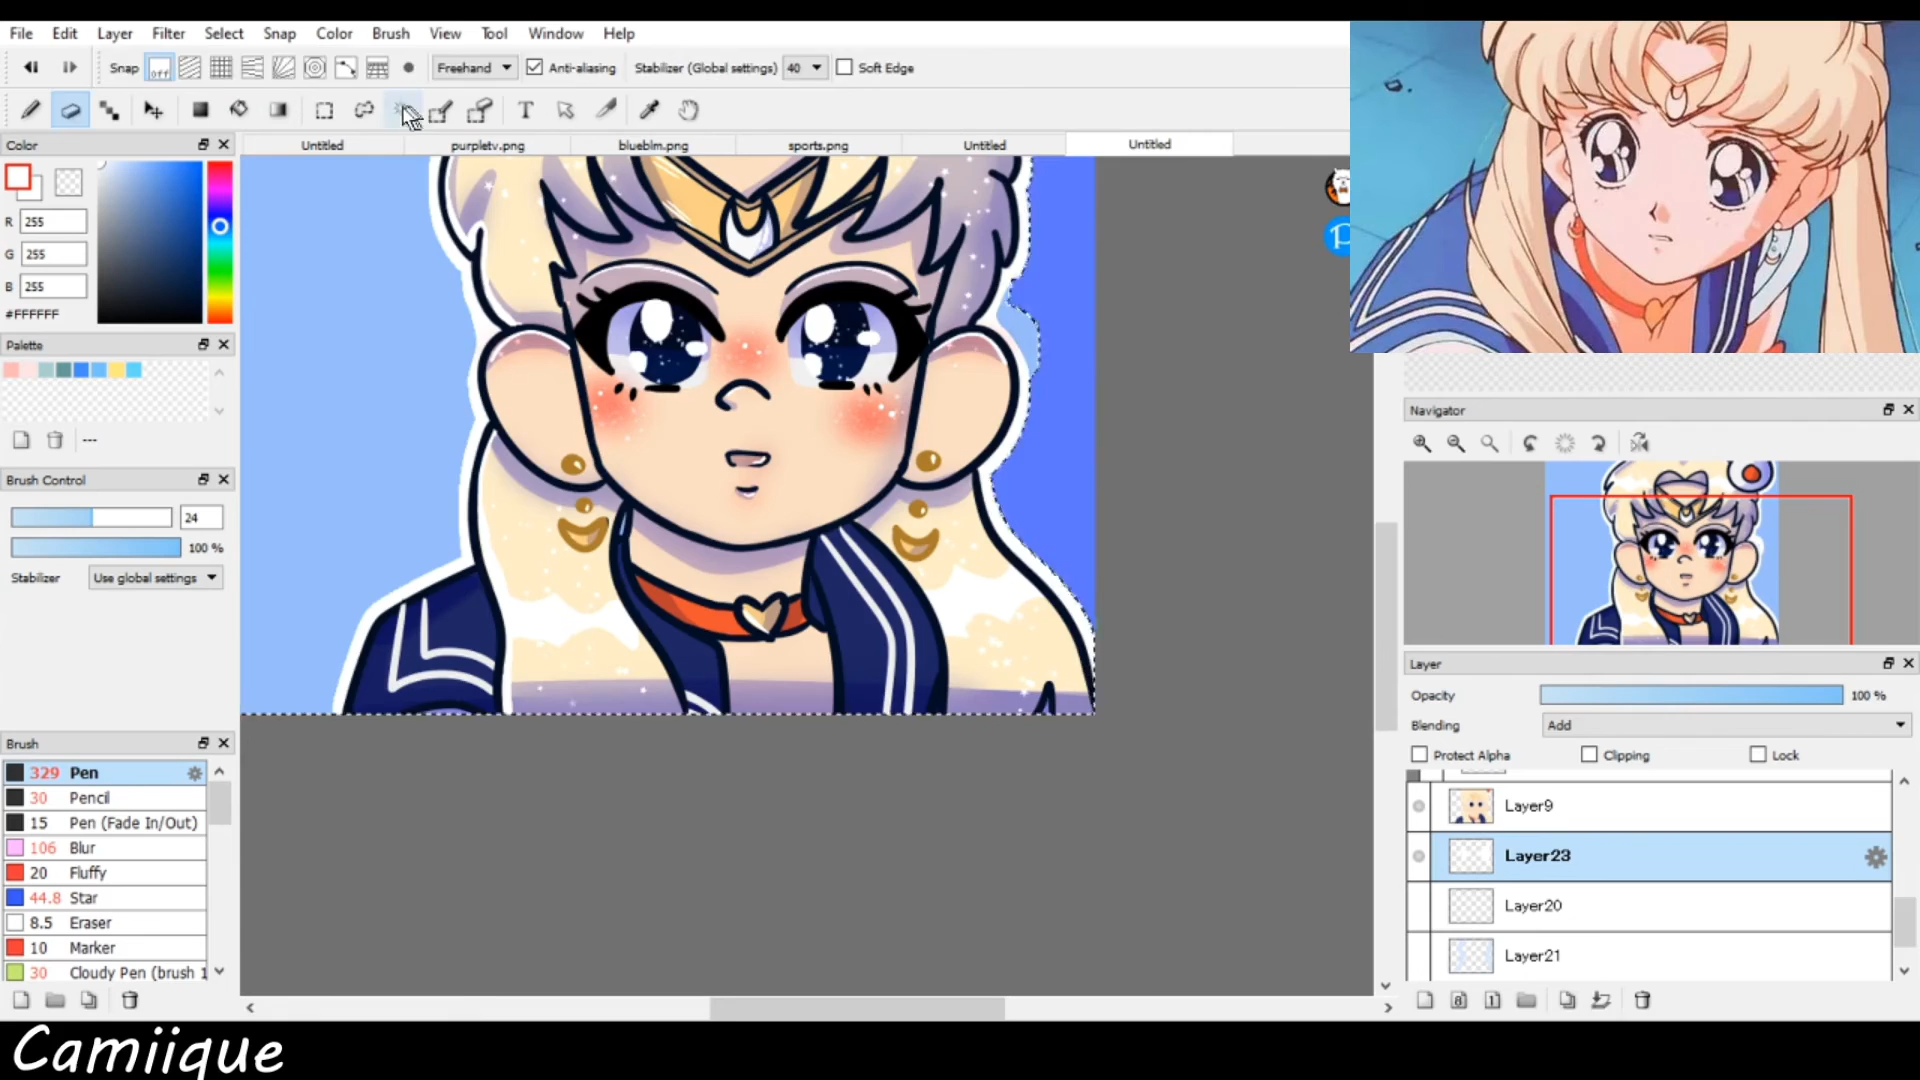 File Edit Layer Filter Select Snap Color Brush View Tool Window Help
Snap off Freehand Anti-aliasing Stabilizer (Global settings) 40 Soft Edge
T
Color
Untitled purpletv.png blueblm.png sports.png Untitled Untitled
R 255
G 255
B 255
#FFFFFF
Palette
---
Brush Control
24
100 %
Stabilizer Use global settings
Brush
329 Pen
30 Pencil
15 Pen (Fade In/Out)
106 Blur
20 Fluffy
44.8 Star
8.5 Eraser
10 Marker
30 Cloudy Pen (brush 1
Navigator
Layer
Opacity 100 %
Blending Add
Protect Alpha Clipping Lock
Layer9
Layer23
Layer20
Layer21
8 1
Camiique